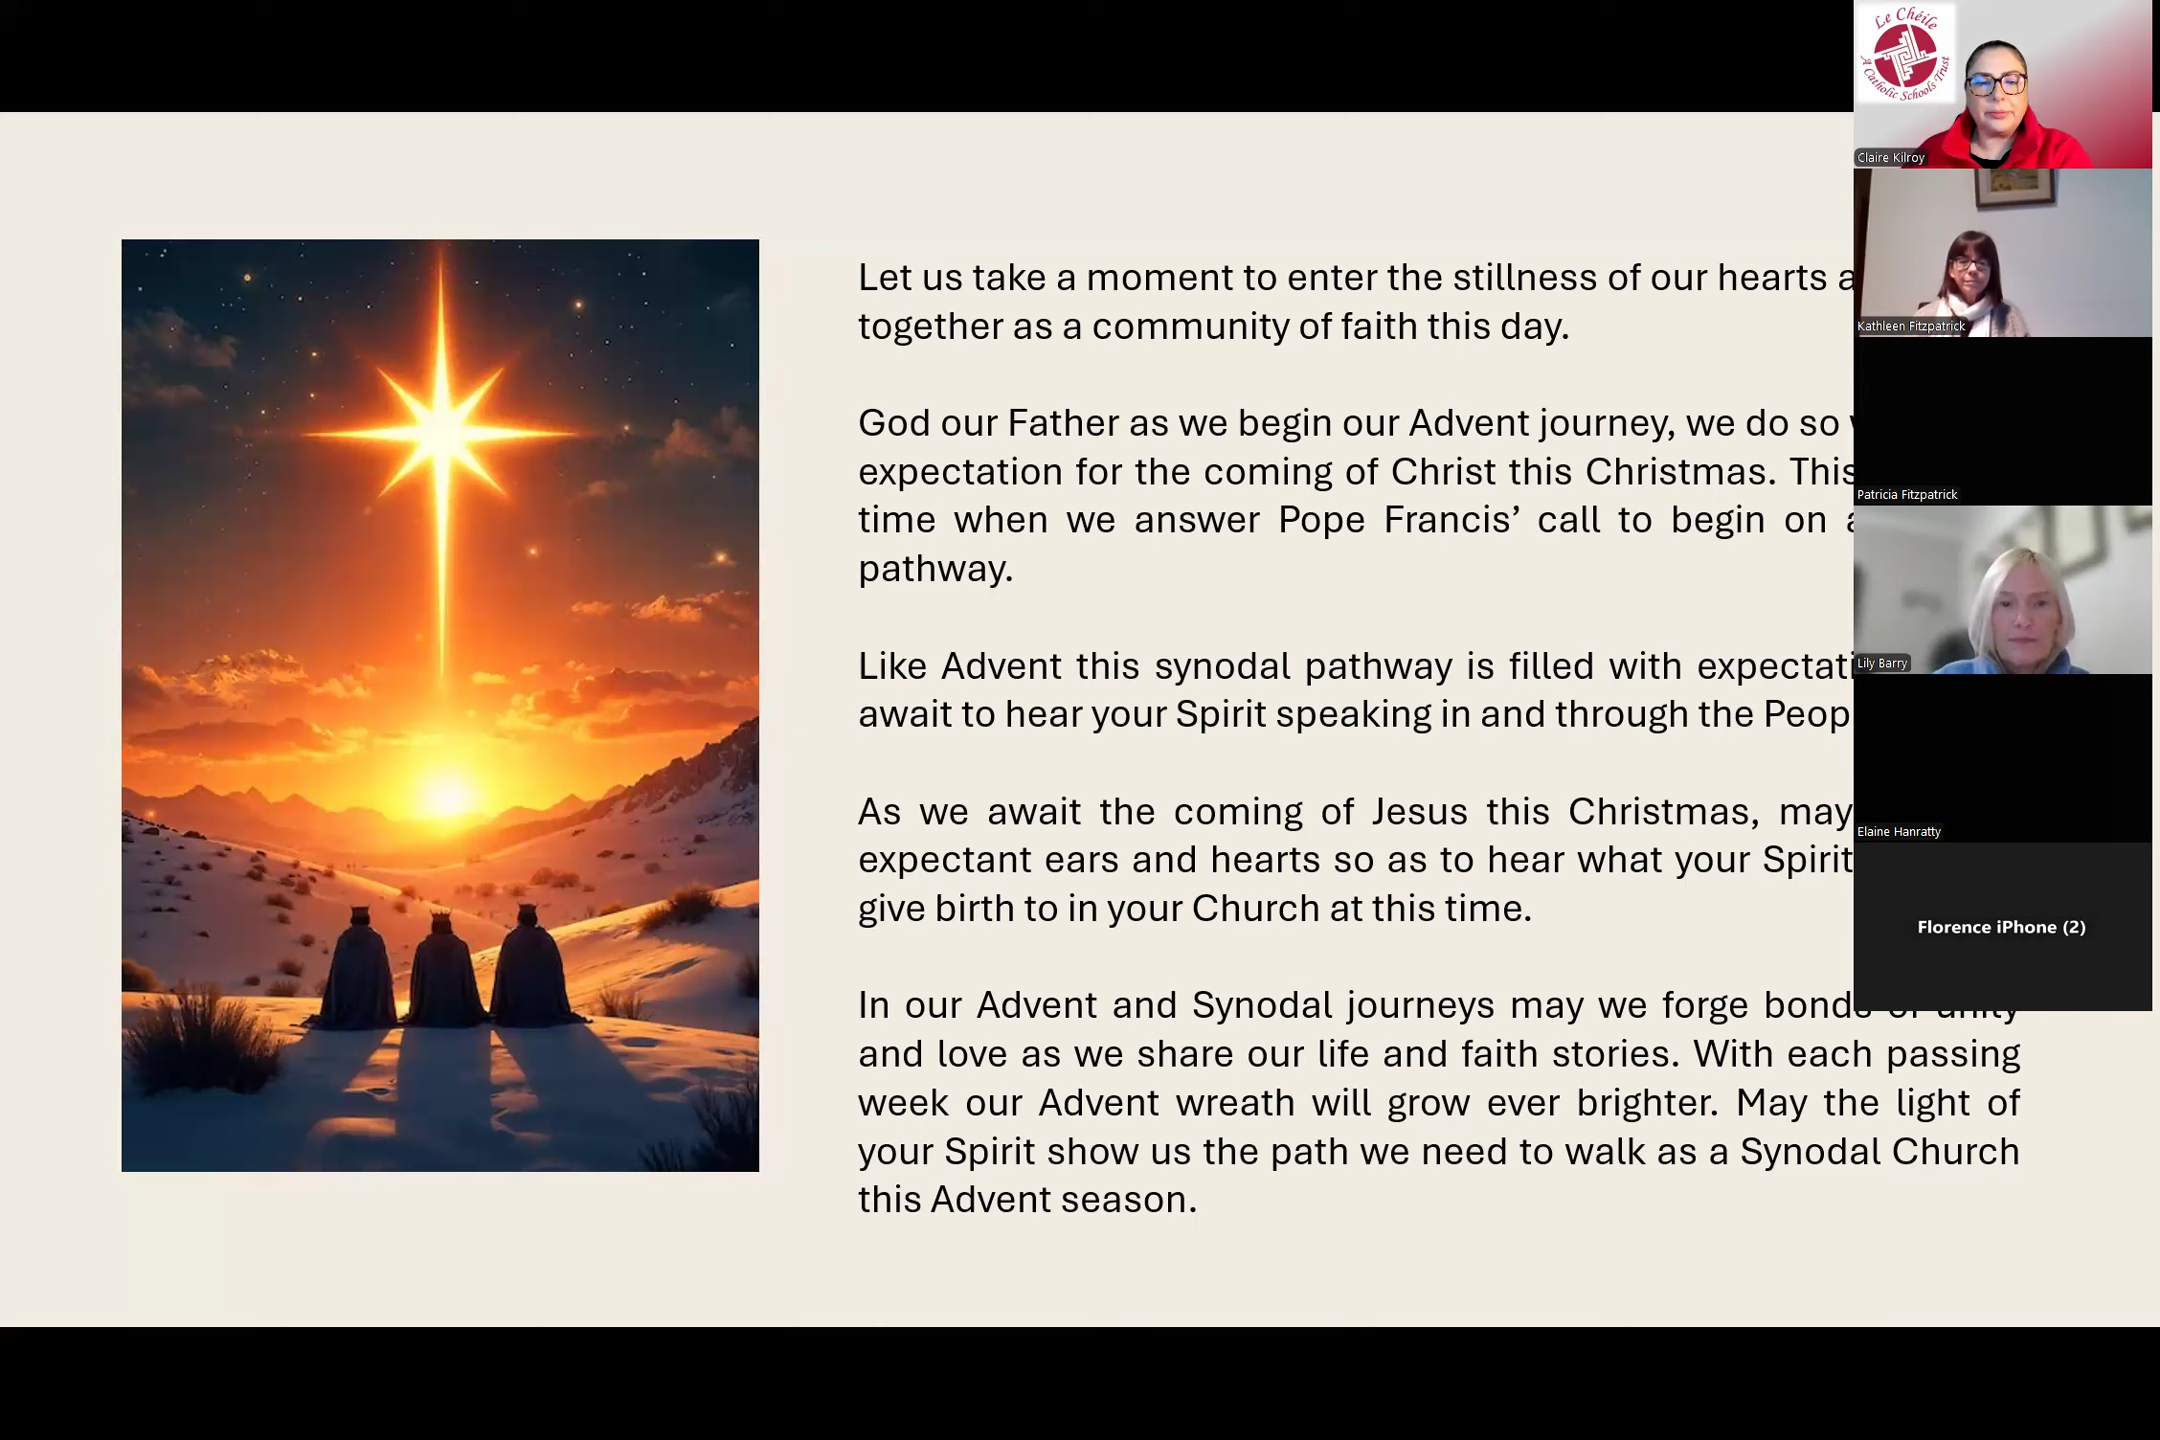 Let us take a moment to enter the stillness of our hearts
together as a community of faith this day.
God our Father as we begin our Advent journey, we do so
expectation for the coming of Christ this Christmas. This
time when we answer Pope Francis’ call to begin on
pathway.
Like Advent this synodal pathway is filled with
await to hear your Spirit speaking in and through the
As we await the coming of Jesus this Christmas, may
expectant ears and hearts so as to hear what your Spirit
give birth to in your Church at this time.
In our Advent and Synodal journeys may we forge bonds of unity
and love as we share our life and faith stories. With each passing
week our Advent wreath will grow ever brighter. May the light of
your Spirit show us the path we need to walk as a Synodal Church
this Advent season.
Le Chéile
A Catholic Schools Trust
Claire Kilroy
Kathleen Fitzpatrick
Patricia Fitzpatrick
Lily Barry
Elaine Hanratty
Florence iPhone (2)